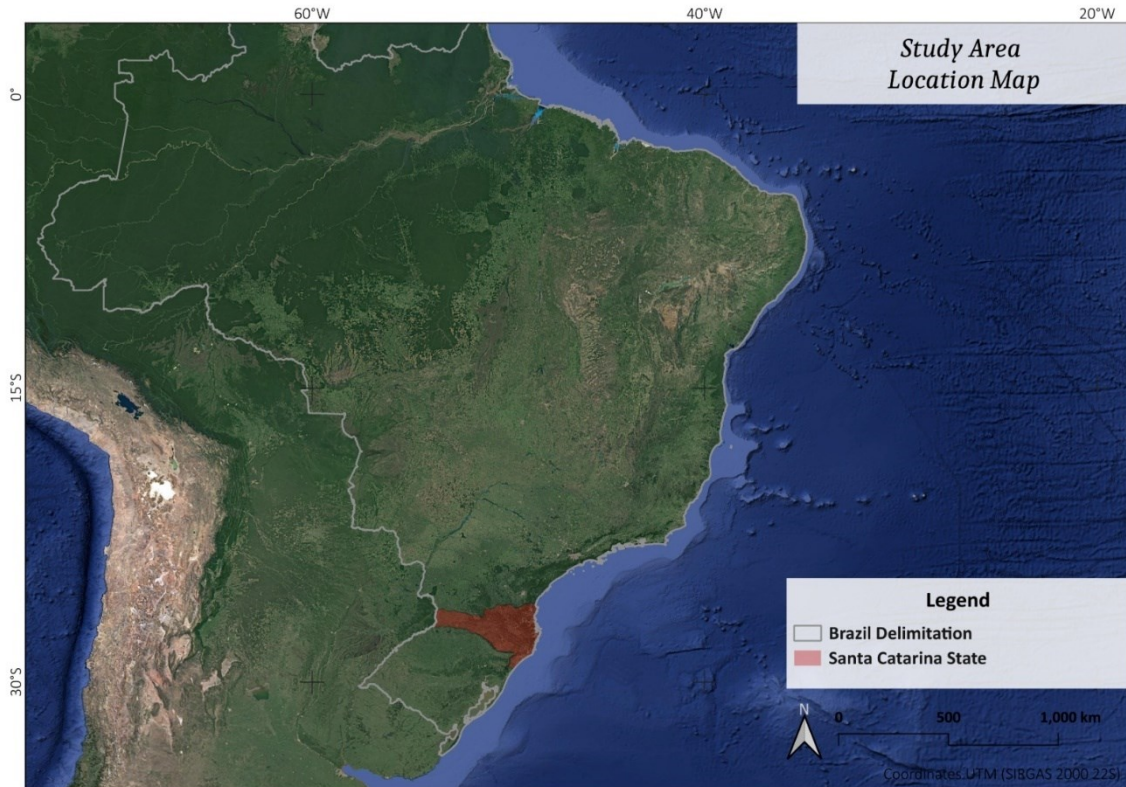 60°W 40°W 20°W
Study Area
Location Map
0°
15°S
30°S
Legend
Brazil Delimitation
Santa Catarina State
N
0 500 1,000 km
Coordinates UTM (SIRGAS 2000 22S)